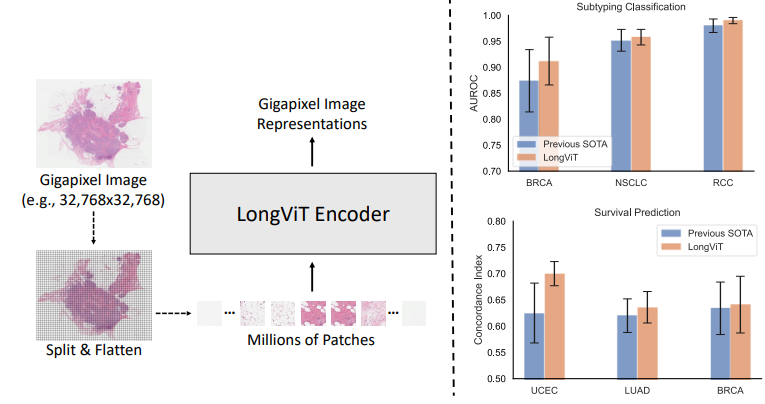 Gigapixel Image
(e.g., 32,768x32,768)
Split & Flatten
Gigapixel Image
Representations
LongViT Encoder
...
...
Millions of Patches
Subtyping Classification
AUROC
1.00
0.95
0.90
0.85
0.80
0.75
0.70
Previous SOTA
LongViT
BRCA
NSCLC
RCC
Survival Prediction
Concordance Index
0.80
0.75
0.70
0.65
0.60
0.55
0.50
Previous SOTA
LongViT
UCEC
LUAD
BRCA